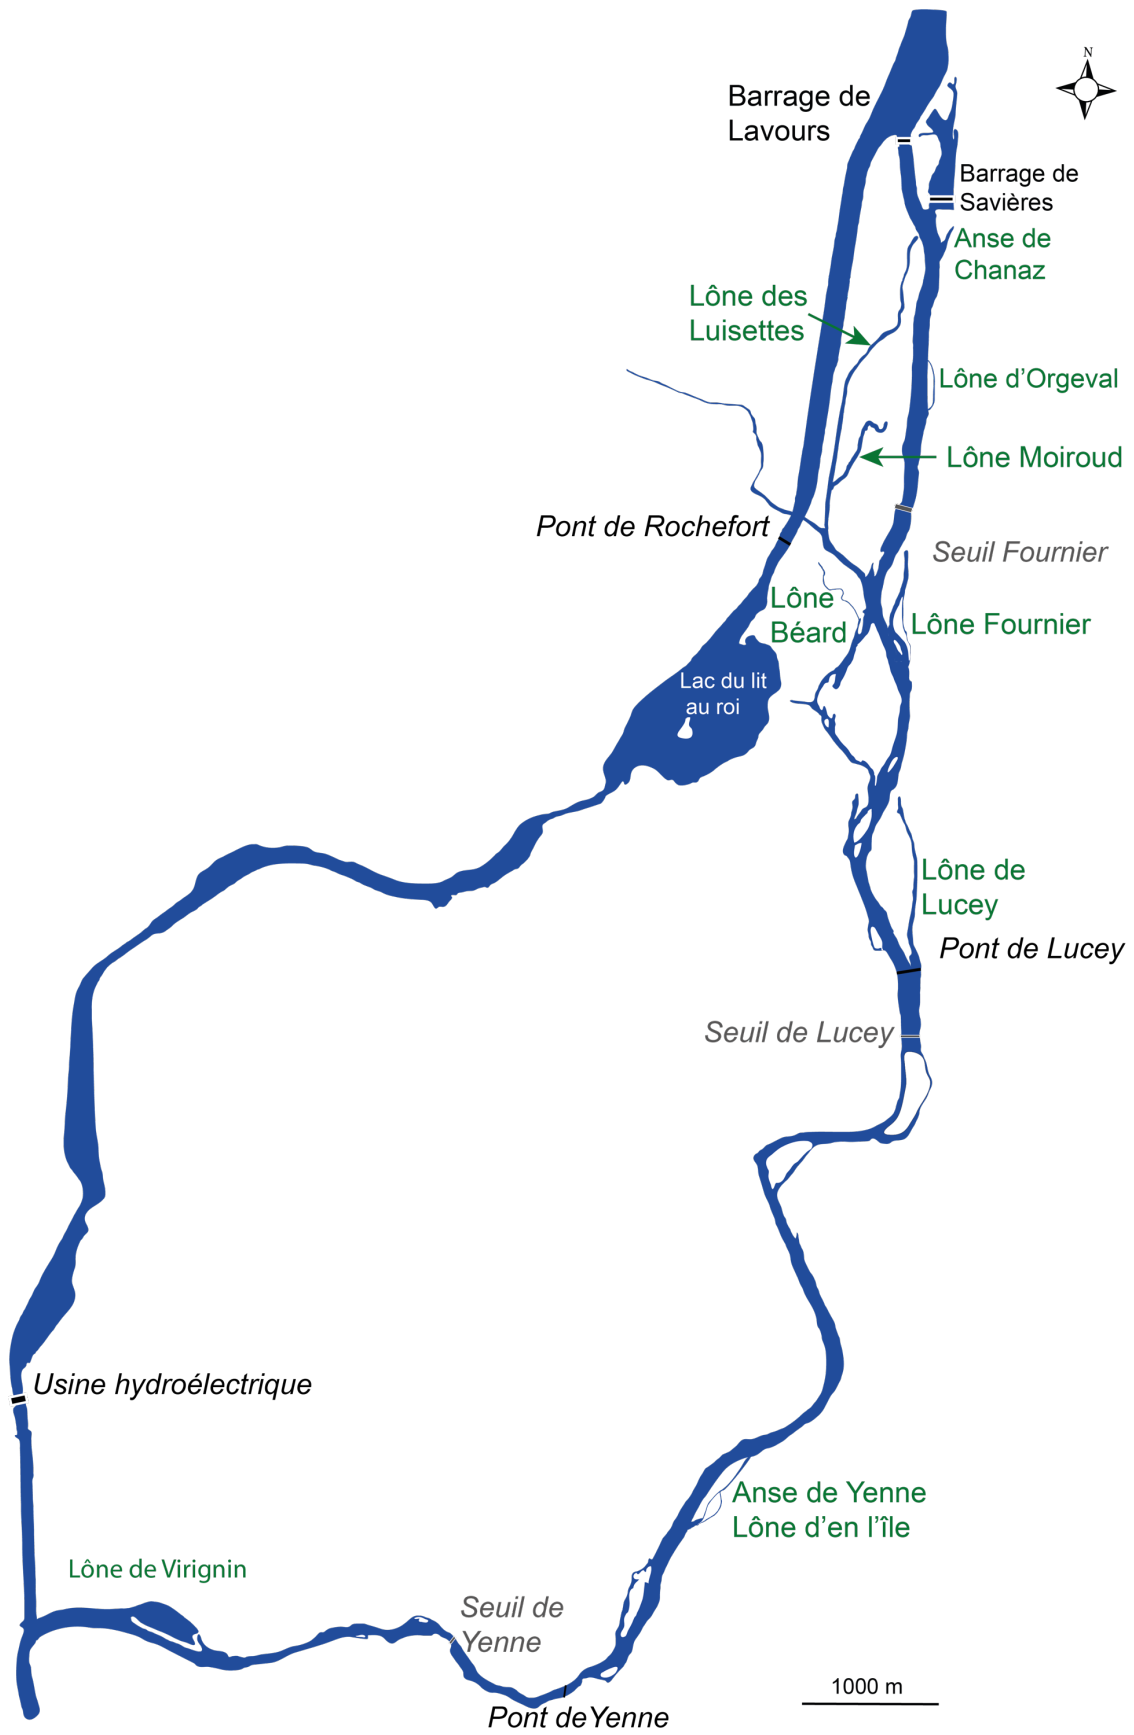 N
Barrage de
Lavours
Barrage de
Savières
Anse de
Chanaz
Lône des
Luisettes
Lône d'Orgeval
Lône Moiroud
Pont de Rochefort
Seuil Fournier
Lône
Béard
Lône Fournier
Lac du lit
au roi
Lône de
Lucey
Pont de Lucey
Seuil de Lucey
Usine hydroélectrique
Anse de Yenne
Lône d'en l'île
Lône de Virignin
Seuil de
Yenne
1000 m
Pont deYenne